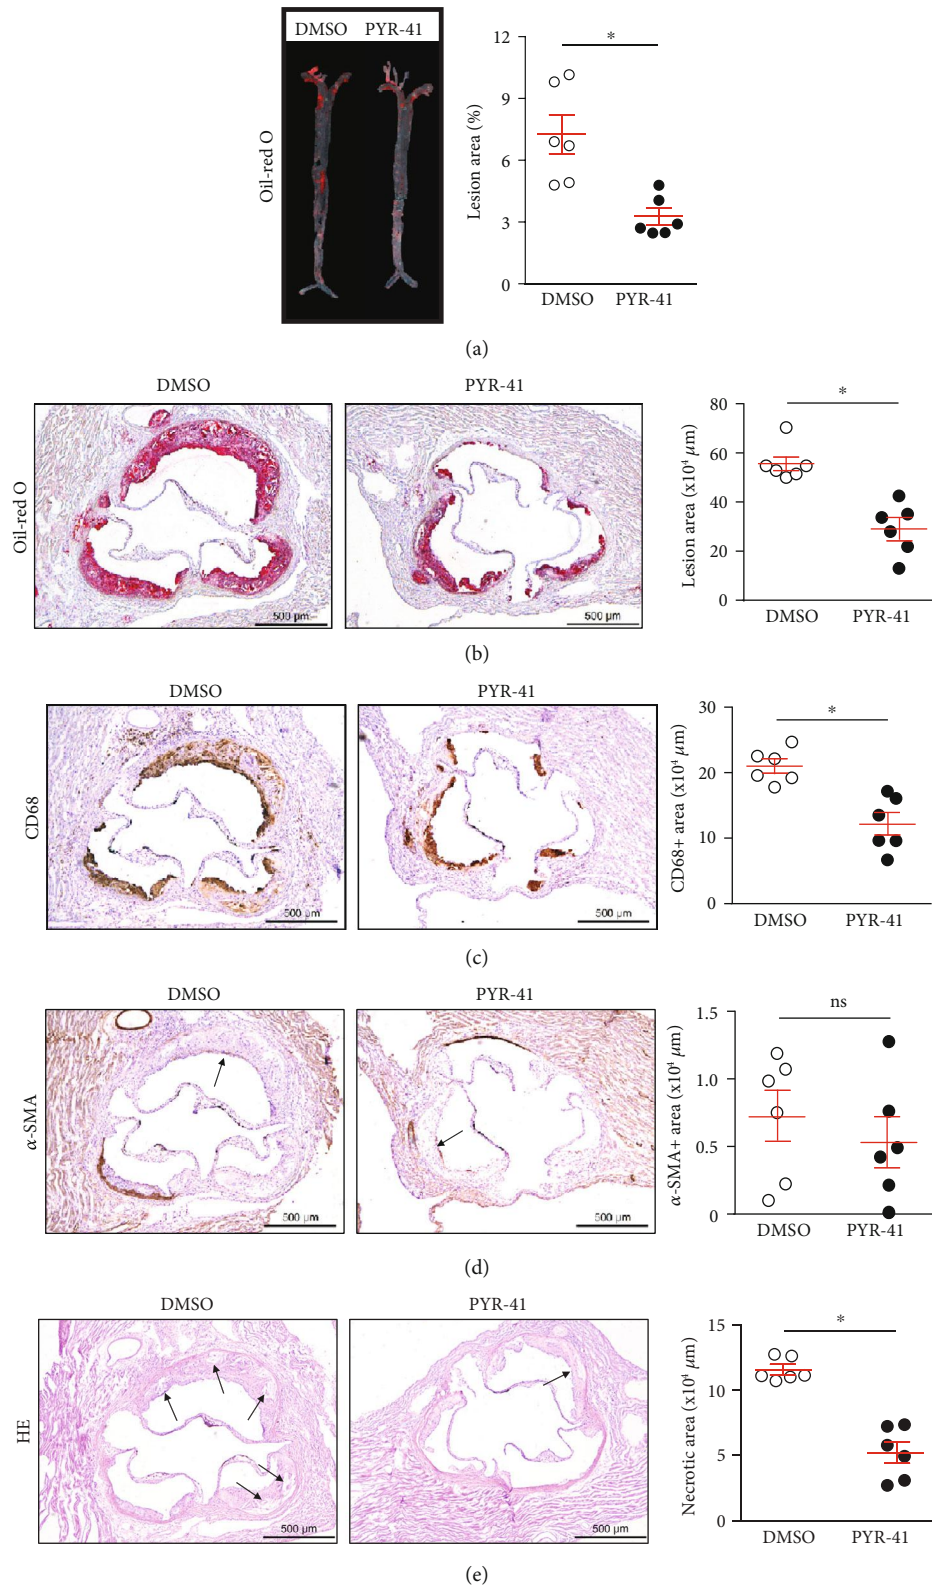 DMSO PYR-41
Oil-red O
Lesion area (%)
12
9
6
3
0
*
DMSO PYR-41
(a)
DMSO PYR-41
Oil-red O
500 µm
500 µm
Lesion area (x10⁴ µm)
80
60
40
20
0
*
DMSO PYR-41
(b)
DMSO PYR-41
CD68
500 µm
500 µm
CD68+ area (x10⁴ µm)
30
20
10
0
*
DMSO PYR-41
(c)
DMSO PYR-41
α-SMA
500 µm
500 µm
α-SMA+ area (x10⁴ µm)
1.5
1.0
0.5
0
ns
DMSO PYR-41
(d)
DMSO PYR-41
HE
500 µm
500 µm
Necrotic area (x10⁴ µm)
15
10
5
0
*
DMSO PYR-41
(e)